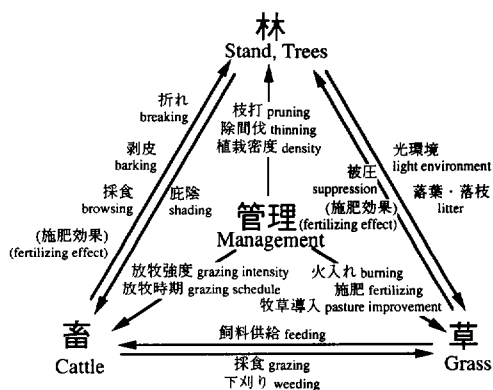 林
Stand, Trees
折れ
breaking
剥皮
barking
採食
browsing
(施肥効果)
(fertilizing effect)
庇陰
shading
枝打 pruning
除間伐 thinning
植栽密度 density
被圧
suppression
(施肥効果)
(fertilizing effect)
光環境
light environment
落葉・落枝
litter
管理
Management
放牧強度 grazing intensity
放牧時期 grazing schedule
火入れ burning
施肥 fertilizing
牧草導入 pasture improvement
畜
Cattle
飼料供給 feeding
採食 grazing
下刈り weeding
草
Grass